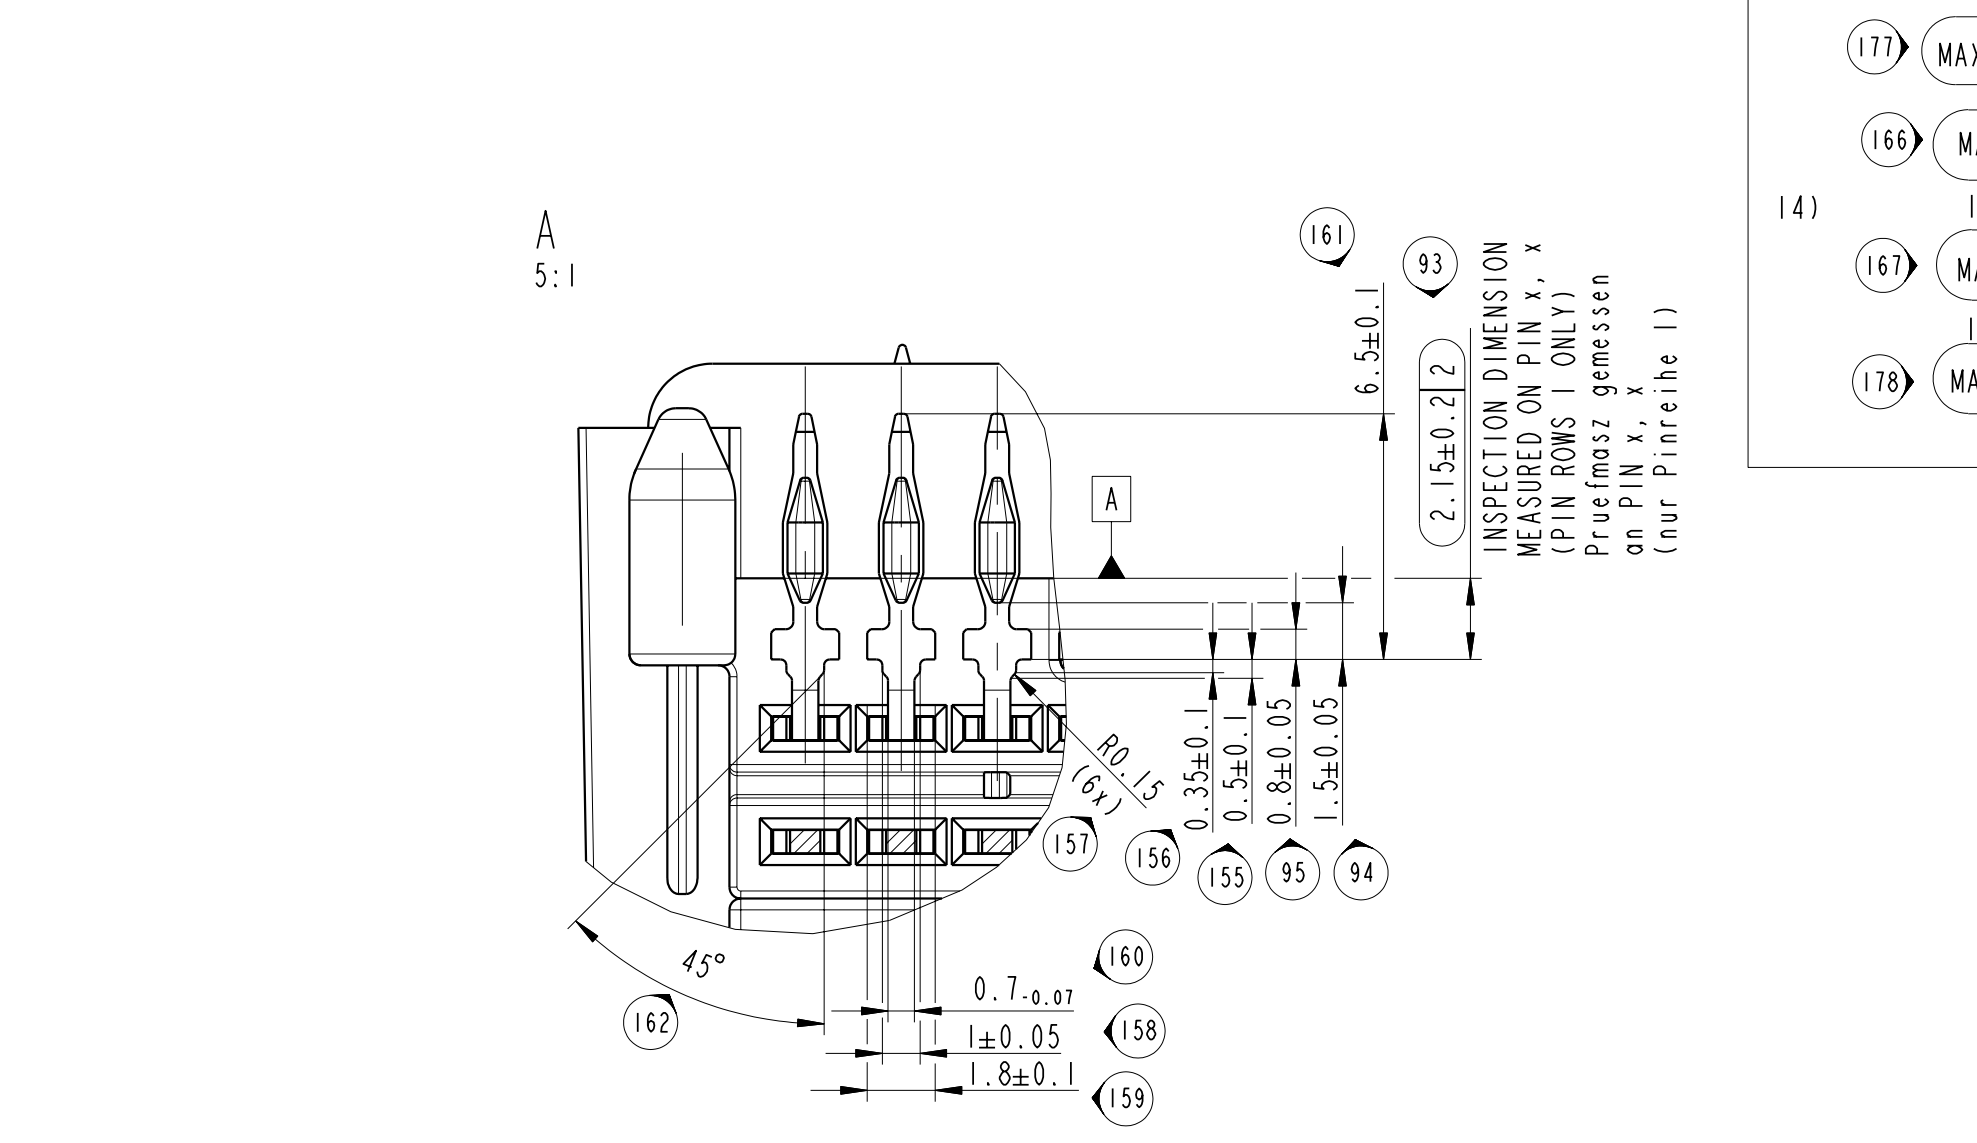 177
MAX
166
MA
14)
167
MA
178
MA
A
5:1
161
93
6.5±0.1
2.15±0.2 2
INSPECTION DIMENSION
MEASURED ON PIN x, x
(PIN ROWS 1 ONLY)
Pruefmasz gemessen
an PIN x, x
(nur Pinreihe 1)
A
R0.15
(6x)
0.35±0.1
0.5±0.1
0.8±0.05
1.5±0.05
157
156
155
95
94
45°
162
160
0.7-0.07
158
1±0.05
1.8±0.1
159